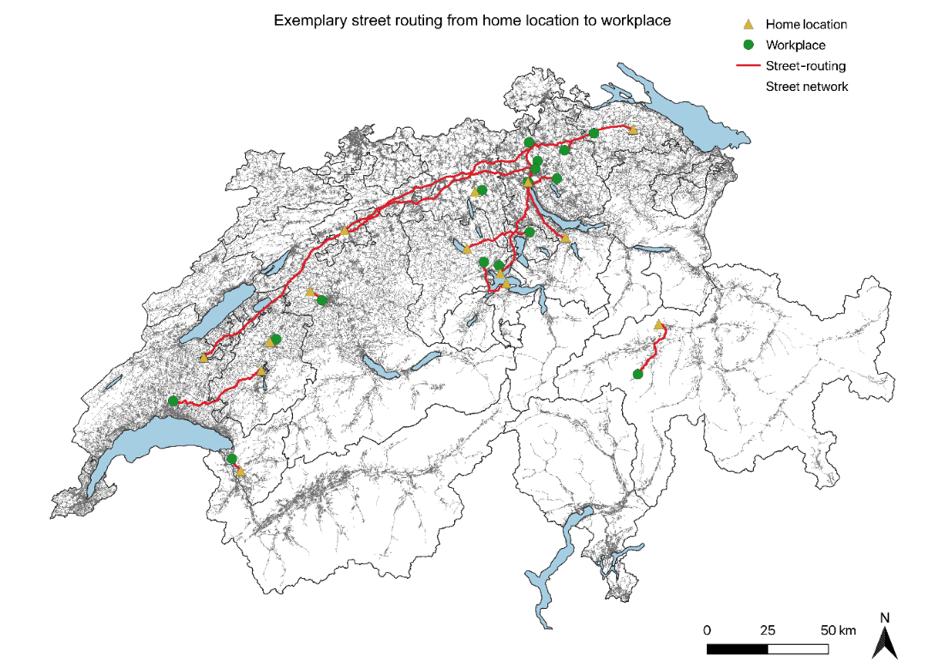 Exemplary street routing from home location to workplace
Home location
Workplace
Street-routing
Street network
0 25 50 km
N